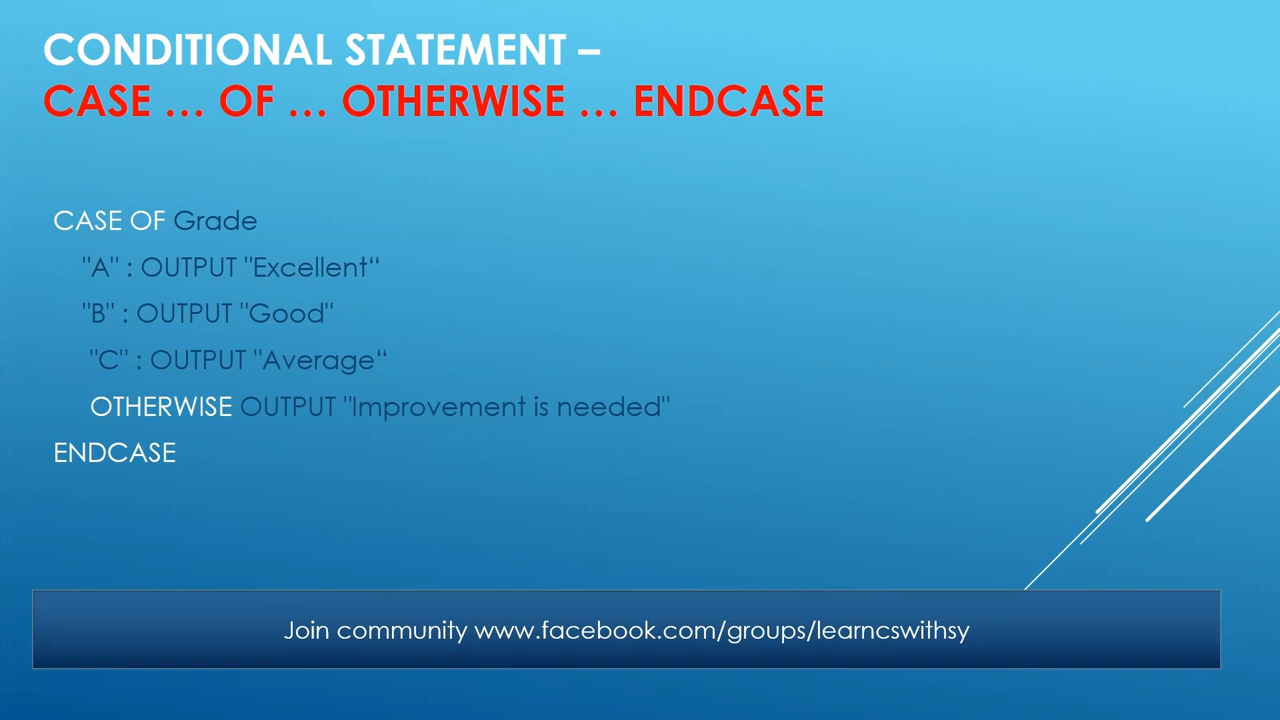 CONDITIONAL STATEMENT –
CASE … OF … OTHERWISE … ENDCASE
CASE OF Grade
"A" : OUTPUT "Excellent“
"B" : OUTPUT "Good"
"C" : OUTPUT "Average“
OTHERWISE OUTPUT "Improvement is needed"
ENDCASE
Join community www.facebook.com/groups/learncswithsy